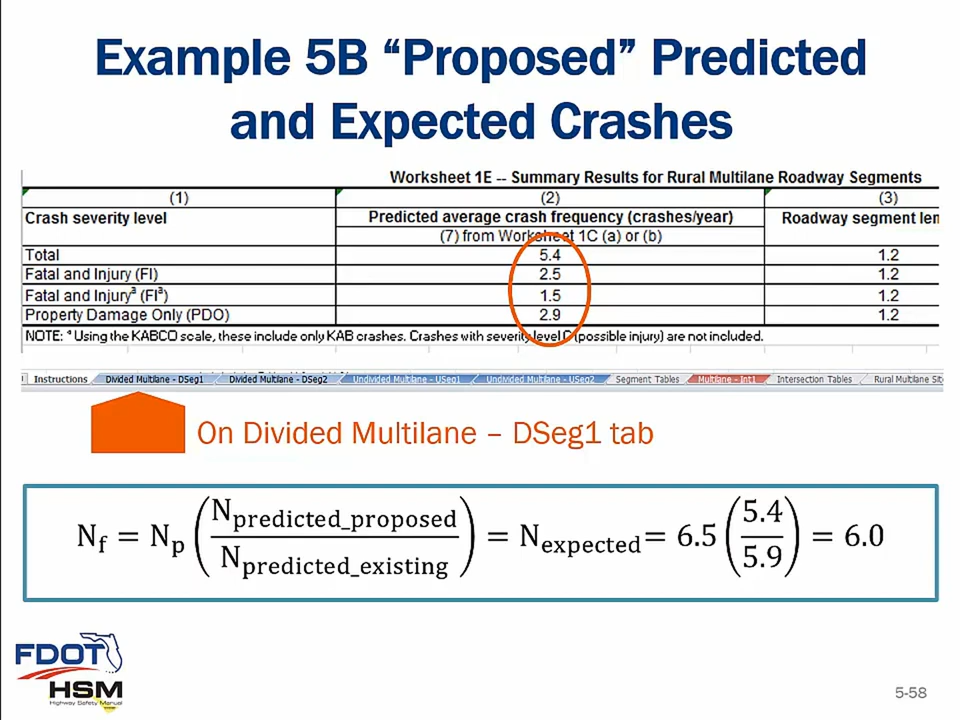 Example 5B “Proposed” Predicted
and Expected Crashes
Worksheet 1E -- Summary Results for Rural Multilane Roadway Segments
(1) (2) (3)
Crash severity level Predicted average crash frequency (crashes/year) Roadway segment len
(7) from Worksheet 1C (a) or (b)
Total 5.4 1.2
Fatal and Injury (FI) 2.5 1.2
Fatal and Injuryª (FIª) 1.5 1.2
Property Damage Only (PDO) 2.9 1.2
NOTE: ª Using the KABCO scale, these include only KAB crashes. Crashes with severity level C (possible injury) are not included.
Instructions Divided Multilane - DSeg1 Divided Multilane - DSeg2 Undivided Multilane - USeg1 Undivided Multilane - USeg2 Segment Tables Multilane - Int1 Intersection Tables Rural Multilane Sit
On Divided Multilane – DSeg1 tab
N_f = N_p (N_predicted_proposed / N_predicted_existing) = N_expected = 6.5 (5.4 / 5.9) = 6.0
FDOT
HSM
Highway Safety Manual
5-58